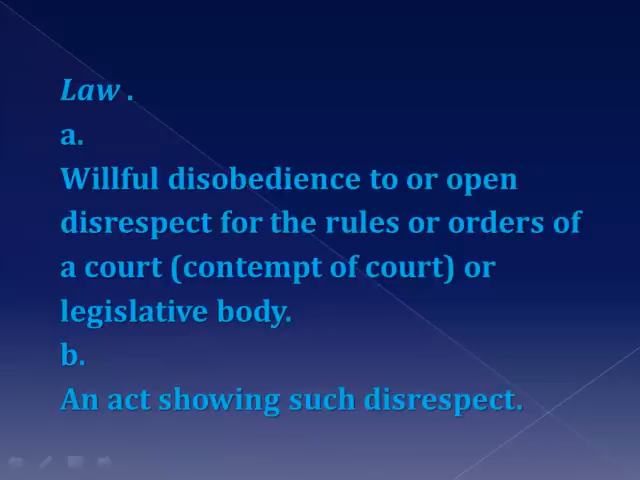 Law .
a.
Willful disobedience to or open
disrespect for the rules or orders of
a court (contempt of court) or
legislative body.
b.
An act showing such disrespect.